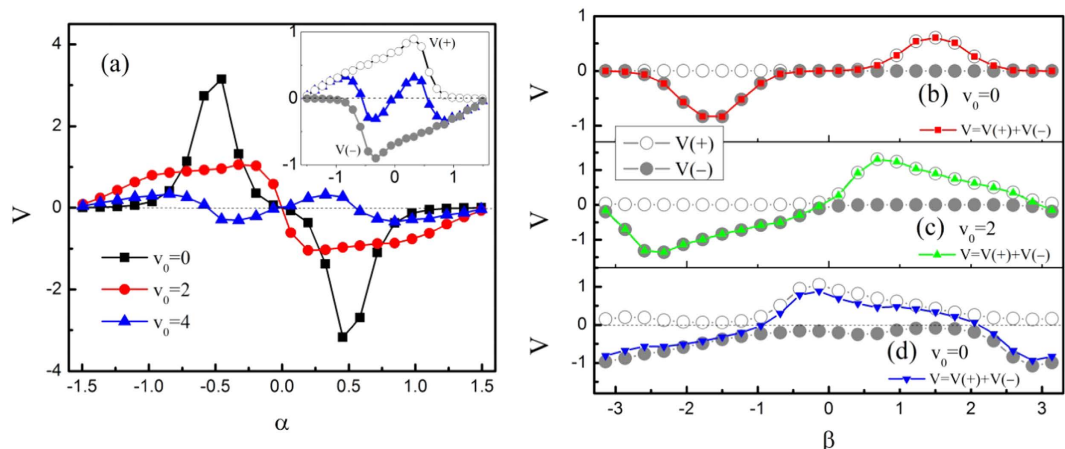 (a)
V
4
2
0
-2
-4
-1.5
-1.0
-0.5
0.0
0.5
1.0
1.5
α
v₀=0
v₀=2
v₀=4
1
0
-1
-1
0
1
V(+)
V(−)
V
1
0
-1
(b)
v₀=0
V=V(+)+V(−)
V(+)
V(−)
V
1
0
-1
(c)
v₀=2
V=V(+)+V(−)
V
1
0
-1
(d)
v₀=0
V=V(+)+V(−)
-3
-2
-1
0
1
2
3
β